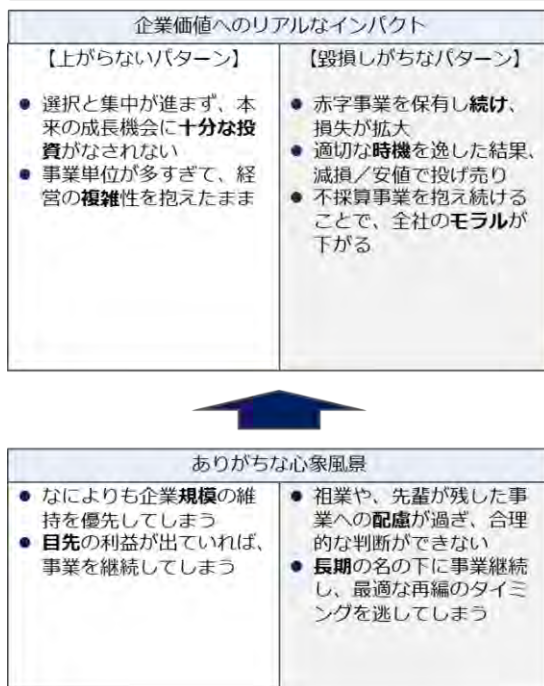 企業価値へのリアルなインパクト
【上がらないパターン】
● 選択と集中が進まず、本
来の成長機会に十分な投
資がなされない
● 事業単位が多すぎて、経
営の複雑性を抱えたまま
【毀損しがちなパターン】
● 赤字事業を保有し続け、
損失が拡大
● 適切な時機を逸した結果、
減損／安値で投げ売り
● 不採算事業を抱え続ける
ことで、全社のモラルが
下がる
ありがちな心象風景
● なによりも企業規模の維
持を優先してしまう
● 目先の利益が出ていれば、
事業を継続してしまう
● 祖業や、先輩が残した事
業への配慮が過ぎ、合理
的な判断ができない
● 長期の名の下に事業継続
し、最適な再編のタイミ
ングを逃してしまう